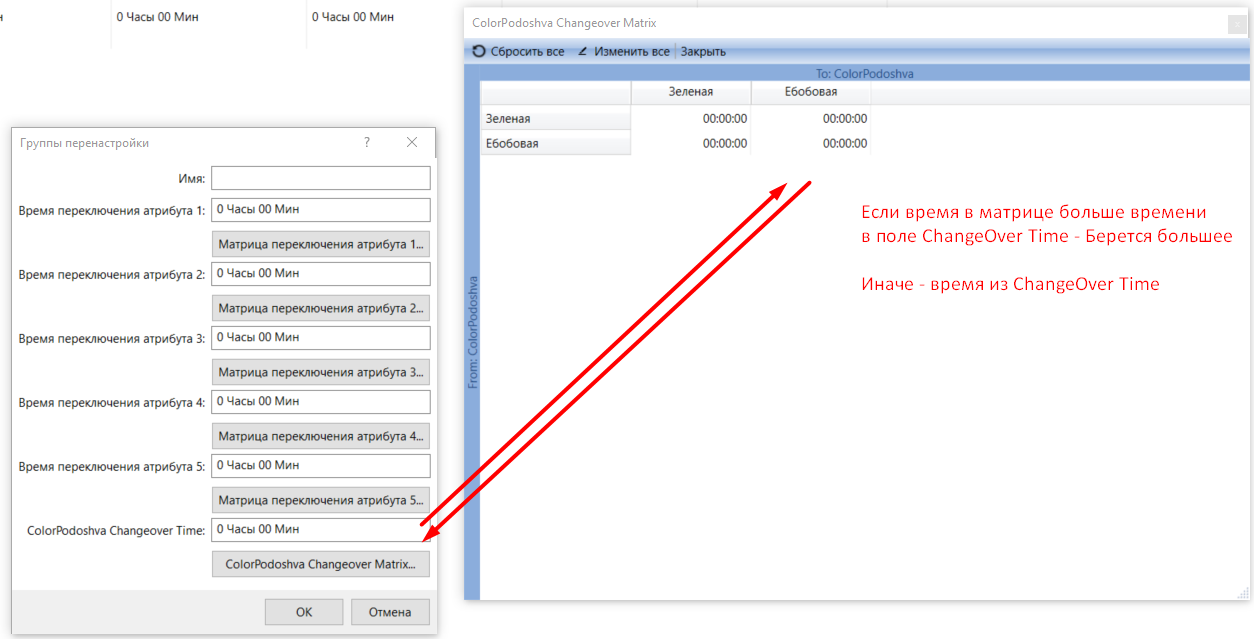 0 Часы 00 Мин
0 Часы 00 Мин
Группы перенастройки
?
Имя:
Время переключения атрибута 1:
0 Часы 00 Мин
Матрица переключения атрибута 1...
Время переключения атрибута 2:
0 Часы 00 Мин
Матрица переключения атрибута 2...
Время переключения атрибута 3:
0 Часы 00 Мин
Матрица переключения атрибута 3...
Время переключения атрибута 4:
0 Часы 00 Мин
Матрица переключения атрибута 4...
Время переключения атрибута 5:
0 Часы 00 Мин
Матрица переключения атрибута 5...
ColorPodoshva Changeover Time:
0 Часы 00 Мин
ColorPodoshva Changeover Matrix...
ОК
Отмена
ColorPodoshva Changeover Matrix
Сбросить все
Изменить все
Закрыть
To: ColorPodoshva
From: ColorPodoshva
Зеленая
Ебобовая
Зеленая
00:00:00
00:00:00
Ебобовая
00:00:00
00:00:00
Если время в матрице больше времени
в поле ChangeOver Time - Берется большее
Иначе - время из ChangeOver Time